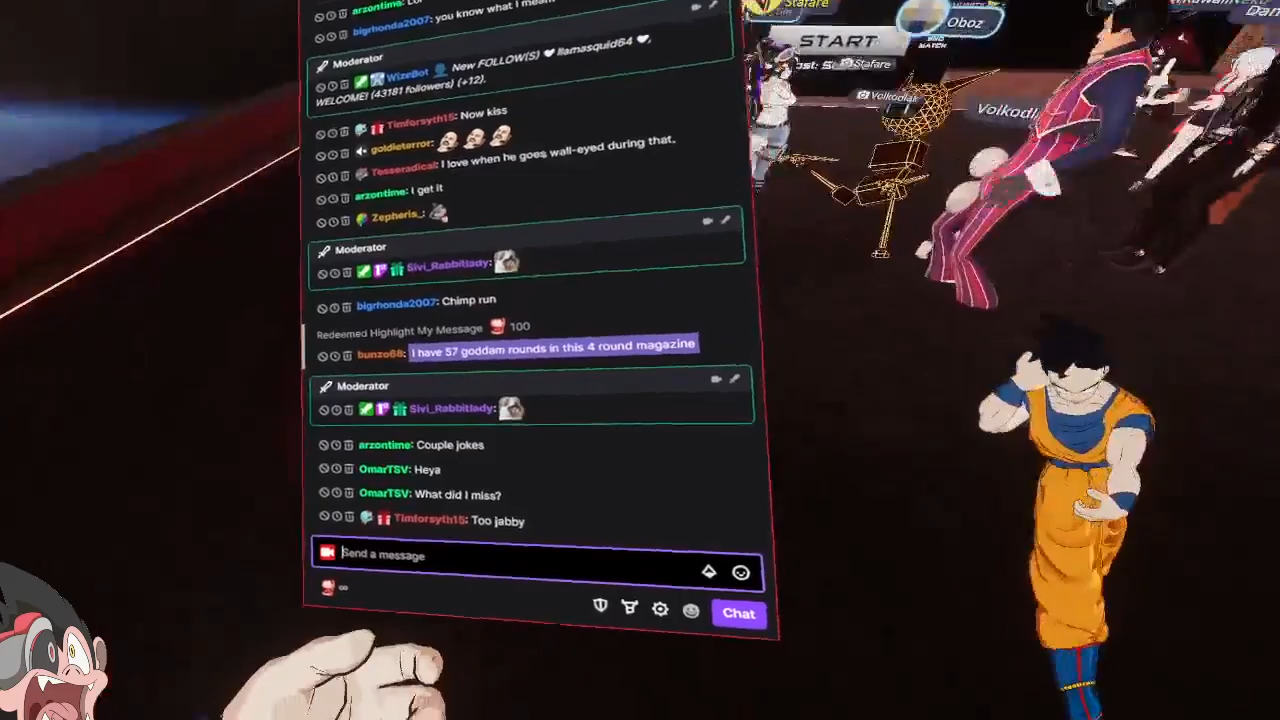 arzontime:
bigrhonda2007: you know what I mean
Moderator
WizeBot New FOLLOW(S) llamasquid64 ,
WELCOME! (43181 followers) (+12).
Timforsyth15: Now kiss
goldieterror:
Tesseradical: I love when he goes wall-eyed during that.
arzontime: I get it
Zepheris_:
Moderator
Sivi_Rabbitlady:
bigrhonda2007: Chimp run
Redeemed Highlight My Message 100
bunzo68: I have 57 goddam rounds in this 4 round magazine
Moderator
Sivi_Rabbitlady:
arzontime: Couple jokes
OmarTSV: Heya
OmarTSV: What did I miss?
Timforsyth15: Too jabby
Send a message
Chat
Stafare
Oboz
START
Stafare
Volkodlak